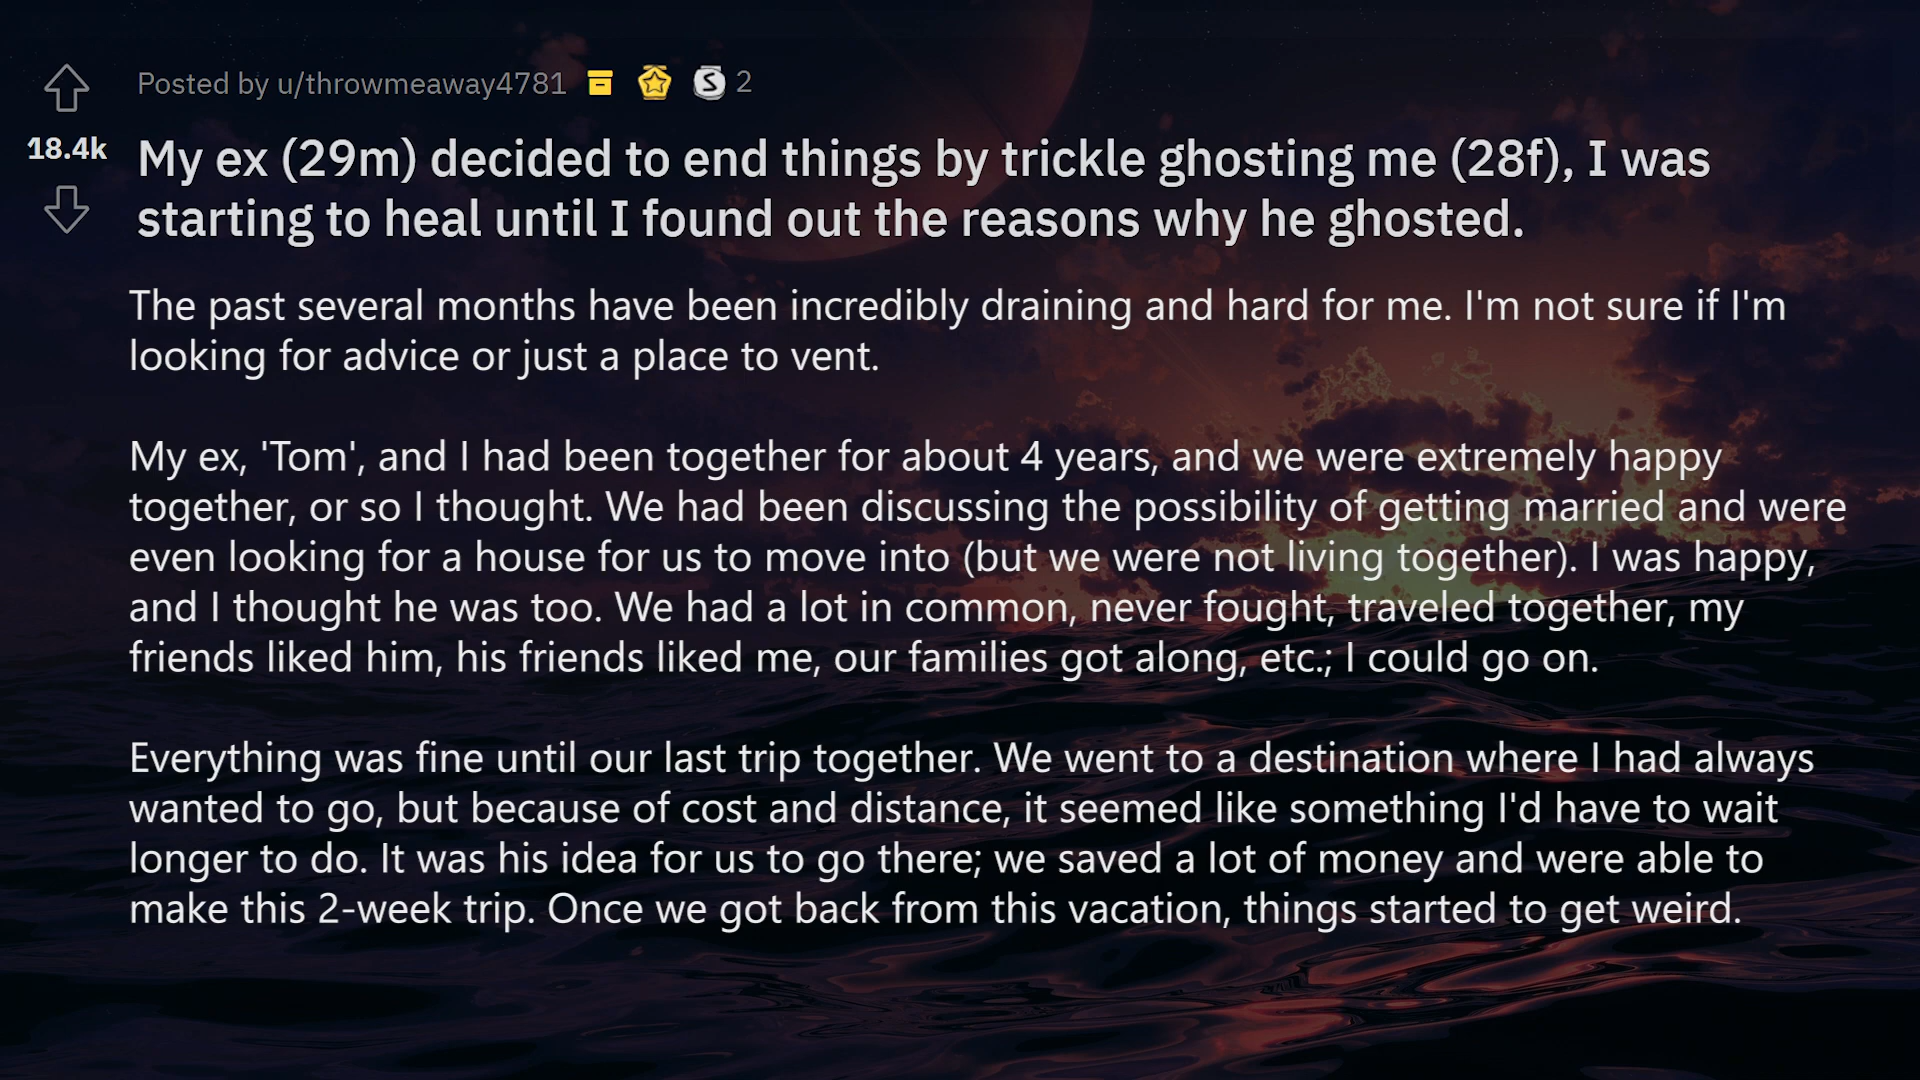 Posted by u/throwmeaway4781 2
18.4k
My ex (29m) decided to end things by trickle ghosting me (28f), I was
starting to heal until I found out the reasons why he ghosted.
The past several months have been incredibly draining and hard for me. I'm not sure if I'm
looking for advice or just a place to vent.
My ex, 'Tom', and I had been together for about 4 years, and we were extremely happy
together, or so I thought. We had been discussing the possibility of getting married and were
even looking for a house for us to move into (but we were not living together). I was happy,
and I thought he was too. We had a lot in common, never fought, traveled together, my
friends liked him, his friends liked me, our families got along, etc.; I could go on.
Everything was fine until our last trip together. We went to a destination where I had always
wanted to go, but because of cost and distance, it seemed like something I'd have to wait
longer to do. It was his idea for us to go there; we saved a lot of money and were able to
make this 2-week trip. Once we got back from this vacation, things started to get weird.